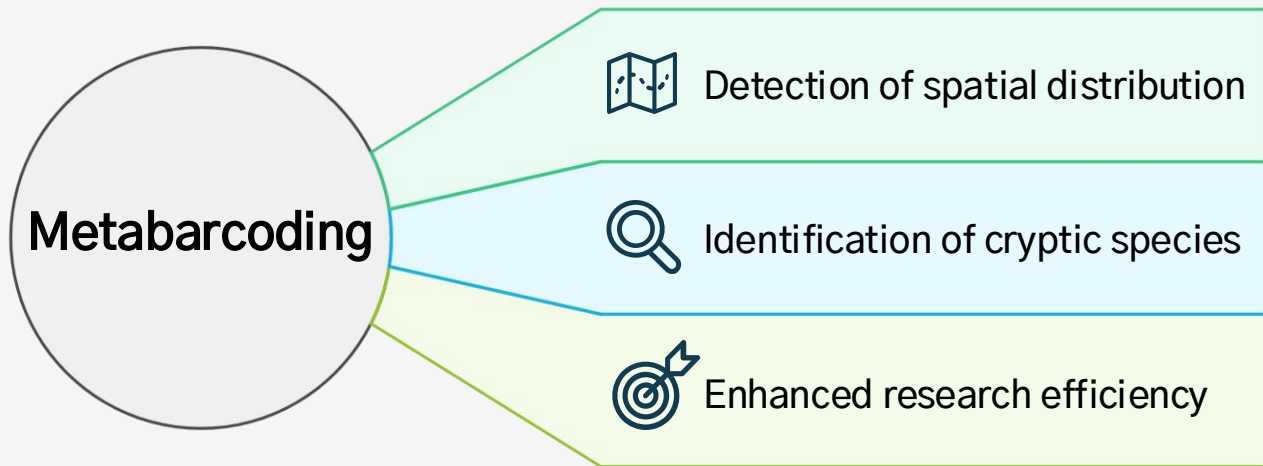 Metabarcoding
Detection of spatial distribution
Identification of cryptic species
Enhanced research efficiency